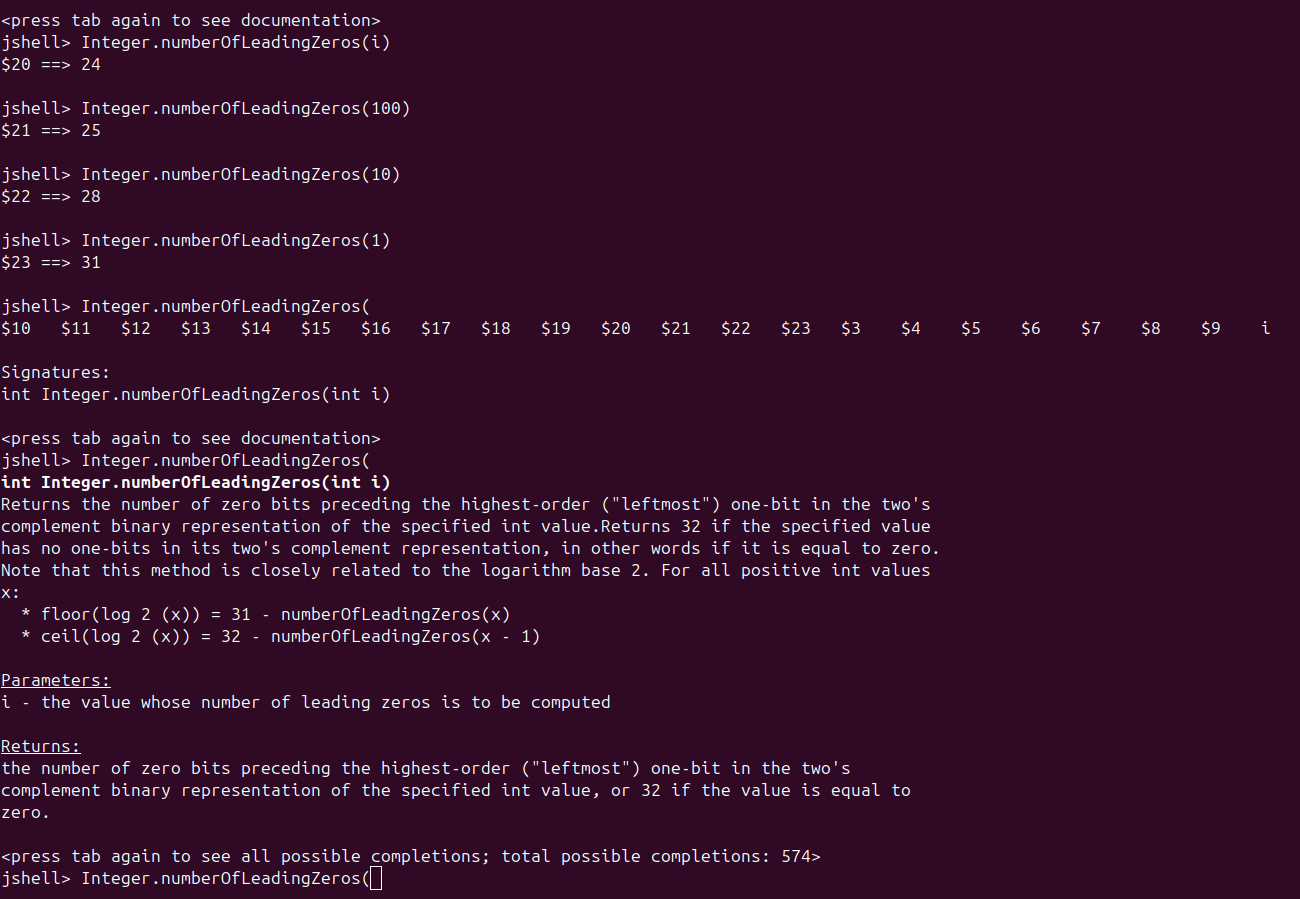 <press tab again to see documentation>
jshell> Integer.numberOfLeadingZeros(i)
$20 ==> 24
jshell> Integer.numberOfLeadingZeros(100)
$21 ==> 25
jshell> Integer.numberOfLeadingZeros(10)
$22 ==> 28
jshell> Integer.numberOfLeadingZeros(1)
$23 ==> 31
jshell> Integer.numberOfLeadingZeros(
$10   $11   $12   $13   $14   $15   $16   $17   $18   $19   $20   $21   $22   $23   $3    $4    $5    $6    $7    $8    $9    i
Signatures:
int Integer.numberOfLeadingZeros(int i)
<press tab again to see documentation>
jshell> Integer.numberOfLeadingZeros(
int Integer.numberOfLeadingZeros(int i)
Returns the number of zero bits preceding the highest-order ("leftmost") one-bit in the two's
complement binary representation of the specified int value.Returns 32 if the specified value
has no one-bits in its two's complement representation, in other words if it is equal to zero.
Note that this method is closely related to the logarithm base 2. For all positive int values
x:
  * floor(log 2 (x)) = 31 - numberOfLeadingZeros(x)
  * ceil(log 2 (x)) = 32 - numberOfLeadingZeros(x - 1)
Parameters:
i - the value whose number of leading zeros is to be computed
Returns:
the number of zero bits preceding the highest-order ("leftmost") one-bit in the two's
complement binary representation of the specified int value, or 32 if the value is equal to
zero.
<press tab again to see all possible completions; total possible completions: 574>
jshell> Integer.numberOfLeadingZeros(